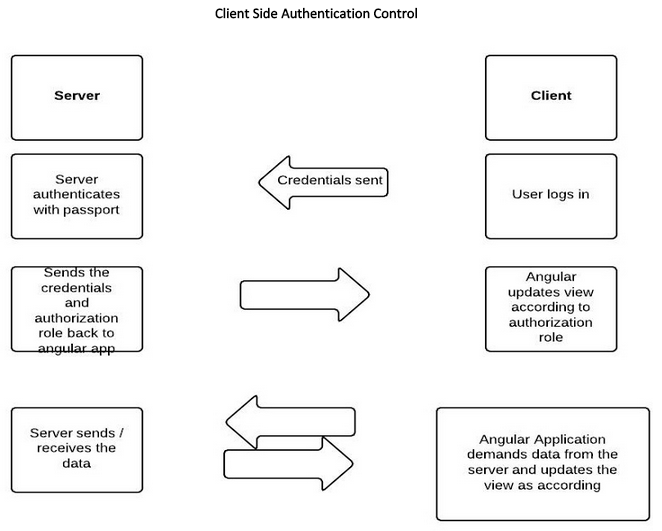 Client Side Authentication Control
Server
Client
Server
authenticates
with passport
Credentials sent
User logs in
Sends the
credentials
and
authorization
role back to
angular app
Angular
updates view
according to
authorization
role
Server sends /
receives the
data
Angular Application
demands data from the
server and updates the
view as according